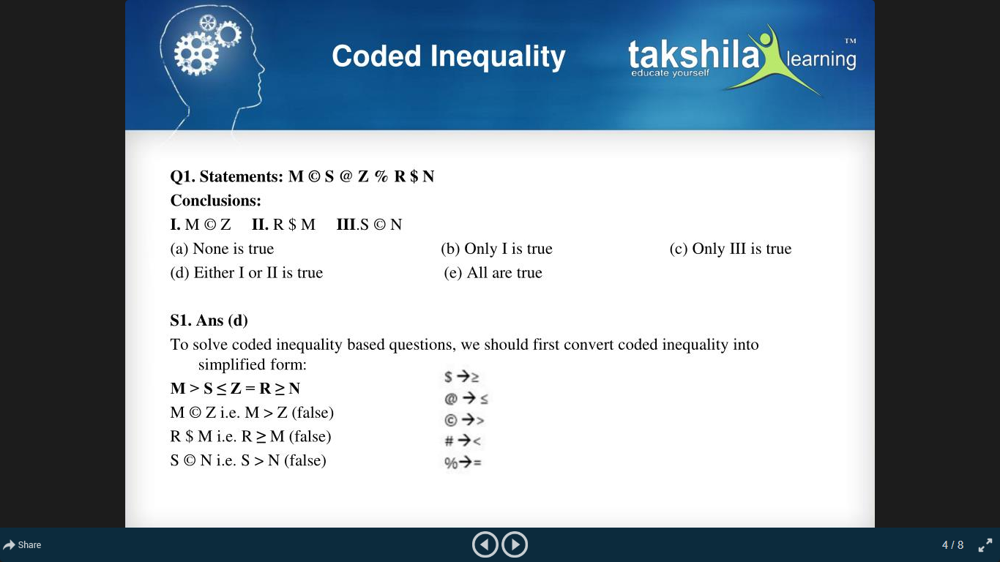 Coded Inequality
takshila learning ™
educate yourself
Q1. Statements: M © S @ Z % R $ N
Conclusions:
I. M © Z II. R $ M III.S © N
(a) None is true (b) Only I is true (c) Only III is true
(d) Either I or II is true (e) All are true
S1. Ans (d)
To solve coded inequality based questions, we should first convert coded inequality into
simplified form:
M > S ≤ Z = R ≥ N
M © Z i.e. M > Z (false)
R $ M i.e. R ≥ M (false)
S © N i.e. S > N (false)
$ →≥
@ → ≤
© →>
# →<
%→=
Share
4 / 8